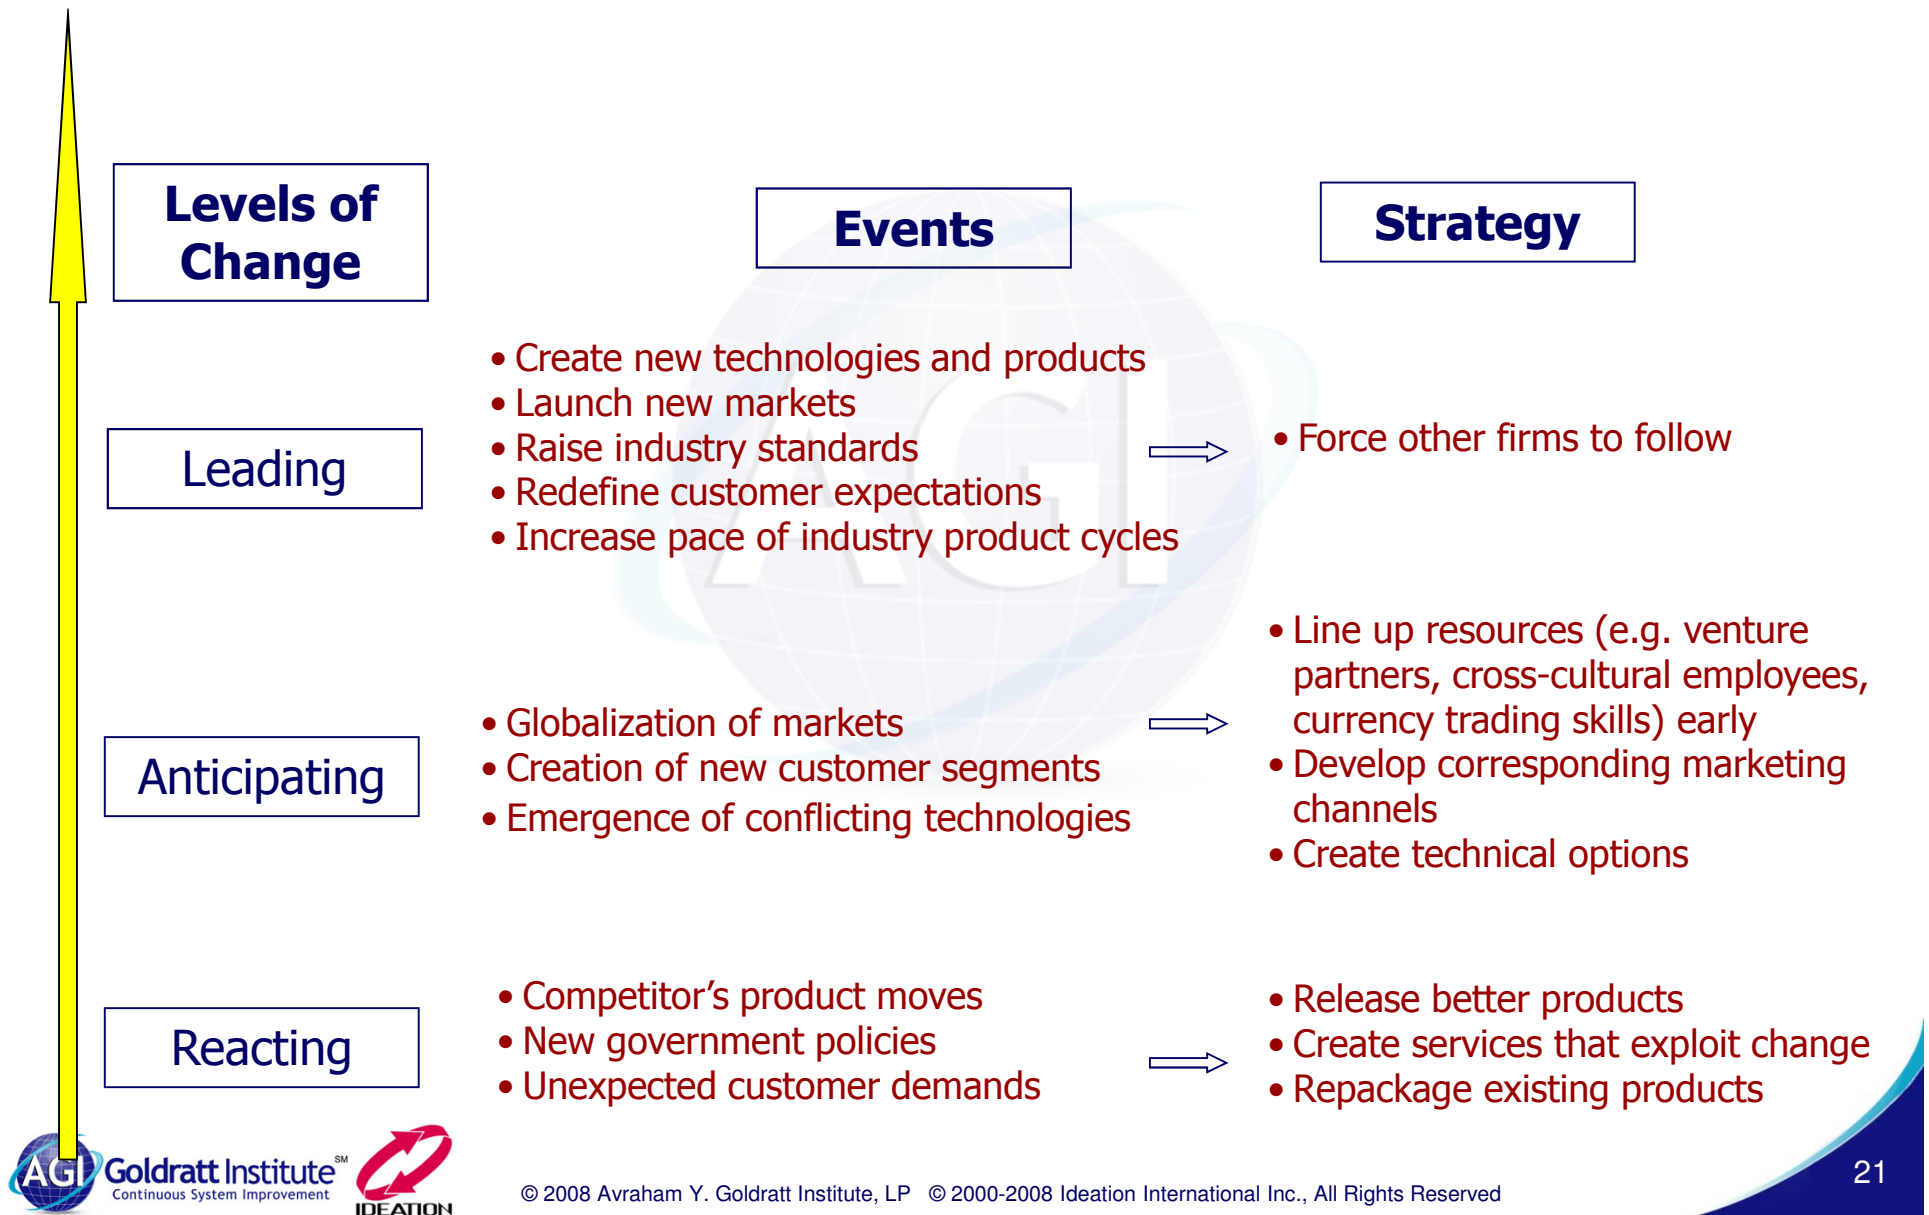 Levels of
Change
Events
Strategy
Leading
• Create new technologies and products
• Launch new markets
• Raise industry standards
• Redefine customer expectations
• Increase pace of industry product cycles
• Force other firms to follow
Anticipating
• Globalization of markets
• Creation of new customer segments
• Emergence of conflicting technologies
• Line up resources (e.g. venture
partners, cross-cultural employees,
currency trading skills) early
• Develop corresponding marketing
channels
• Create technical options
Reacting
• Competitor’s product moves
• New government policies
• Unexpected customer demands
• Release better products
• Create services that exploit change
• Repackage existing products
AGI
AGI Goldratt Institute℠
Continuous System Improvement
IDEATION
© 2008 Avraham Y. Goldratt Institute, LP © 2000-2008 Ideation International Inc., All Rights Reserved
21